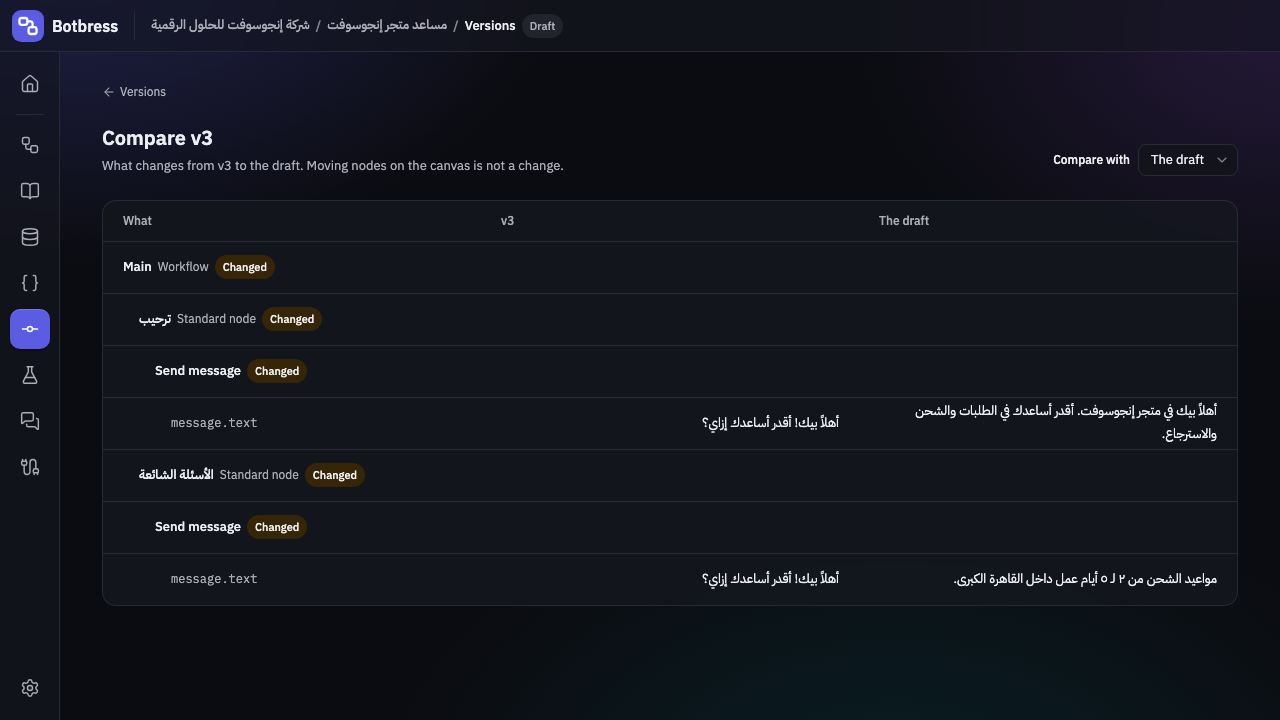 Botbress
شركة إنجوسوفت للحلول الرقمية / مساعد متجر إنجوسوفت / Versions Draft
← Versions
Compare v3
What changes from v3 to the draft. Moving nodes on the canvas is not a change.
Compare with The draft
What v3 The draft
Main Workflow Changed
ترحيب Standard node Changed
Send message Changed
message.text
أهلاً بيك! أقدر أساعدك إزاي؟
أهلاً بيك في متجر إنجوسوفت. أقدر أساعدك في الطلبات والشحن
والاسترجاع.
الأسئلة الشائعة Standard node Changed
Send message Changed
message.text
أهلاً بيك! أقدر أساعدك إزاي؟
مواعيد الشحن من ٢ لـ ٥ أيام عمل داخل القاهرة الكبرى.